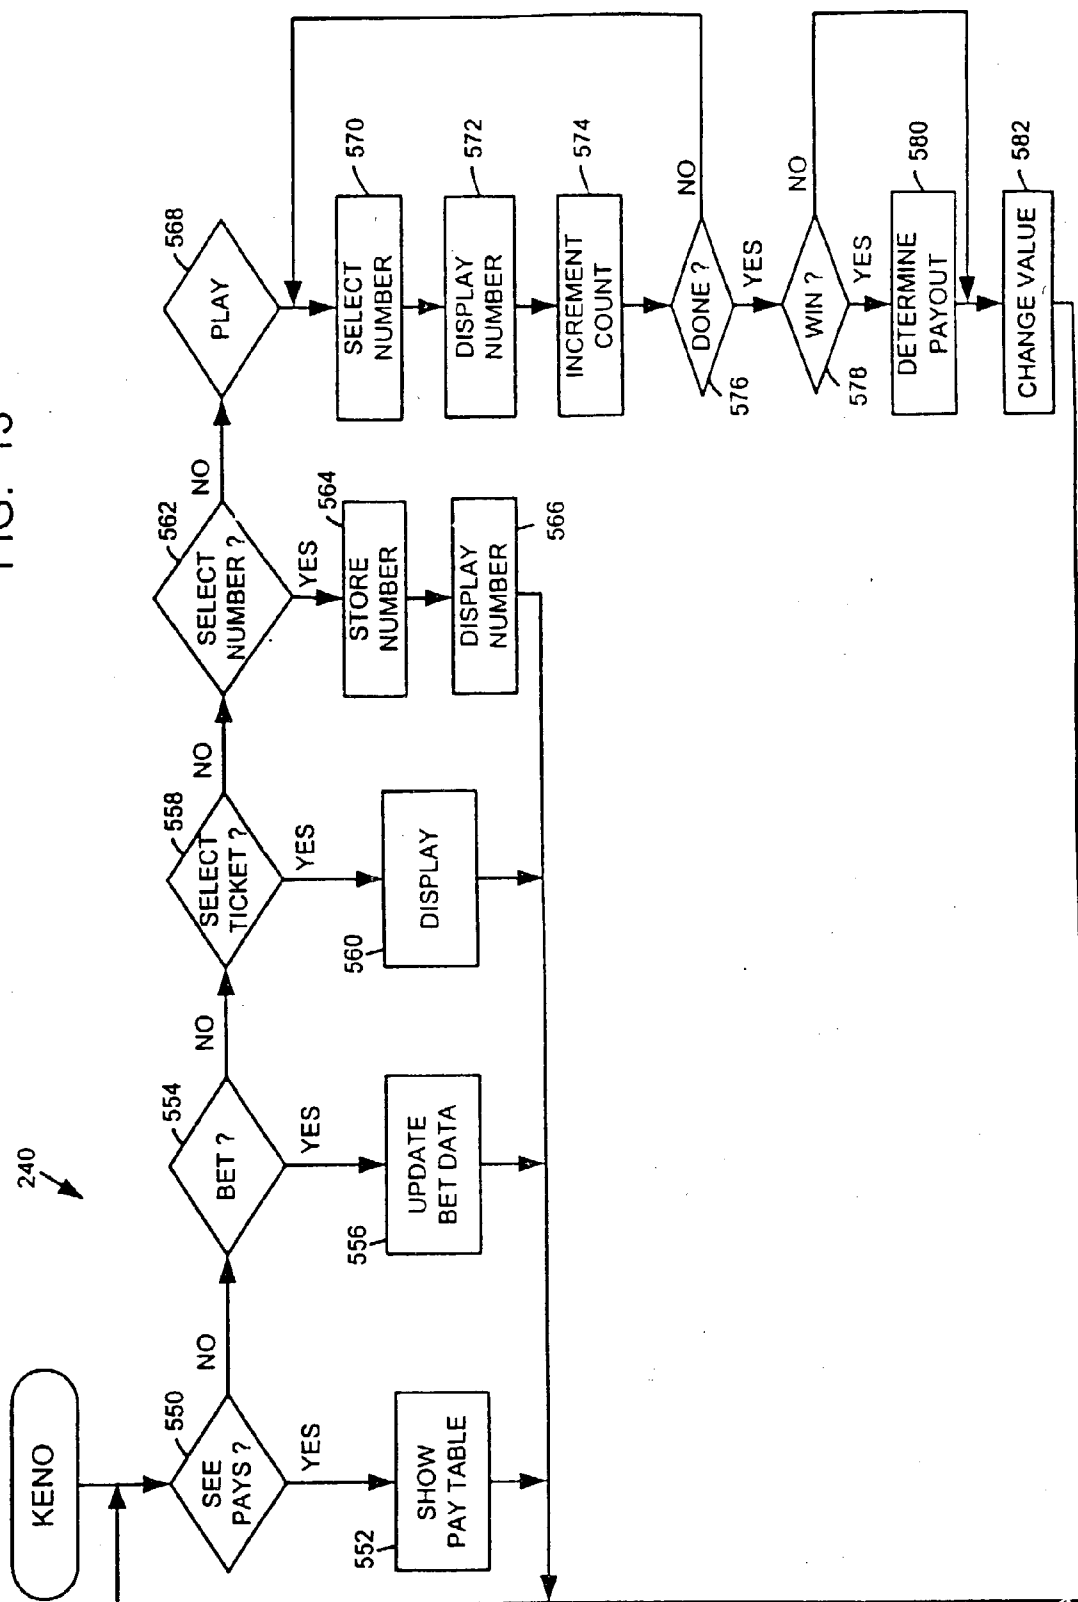 FIG. 15
240
KENO
550
SEE
PAYS ?
NO
YES
552
SHOW
PAY TABLE
554
BET ?
NO
YES
556
UPDATE
BET DATA
558
SELECT
TICKET ?
NO
YES
560
DISPLAY
562
SELECT
NUMBER ?
NO
YES
564
STORE
NUMBER
566
DISPLAY
NUMBER
568
PLAY
570
SELECT
NUMBER
572
DISPLAY
NUMBER
574
INCREMENT
COUNT
576
DONE ?
NO
YES
578
WIN ?
NO
YES
580
DETERMINE
PAYOUT
582
CHANGE VALUE